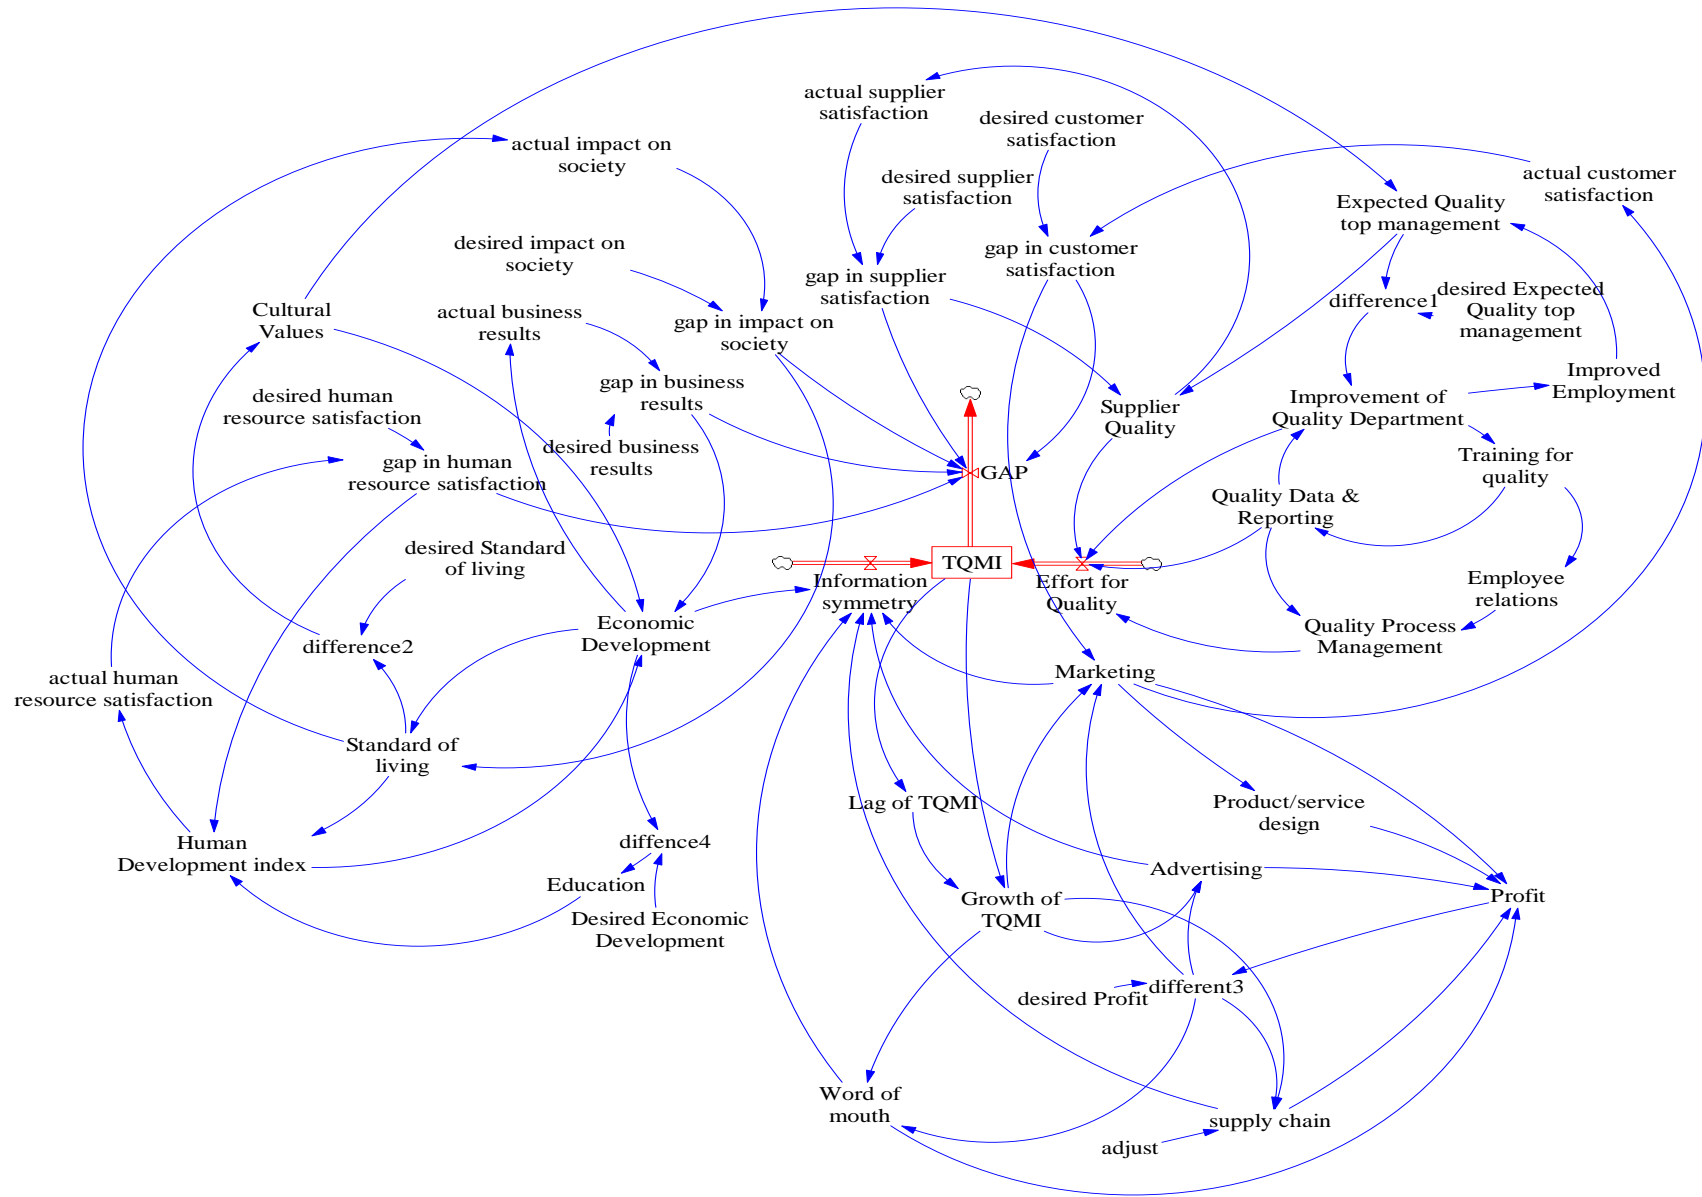 actual supplier
satisfaction
desired customer
satisfaction
actual impact on
society
desired supplier
satisfaction
actual customer
satisfaction
Expected Quality
top management
desired impact on
society
gap in customer
satisfaction
gap in supplier
satisfaction
Cultural
Values
actual business
results
gap in impact on
society
difference1
desired Expected
Quality top
management
gap in business
results
Improved
Employment
desired human
resource satisfaction
Supplier
Quality
Improvement of
Quality Department
desired business
results
gap in human
resource satisfaction
GAP
Training for
quality
Quality Data &
Reporting
desired Standard
of living
TQMI
Information
symmetry
Effort for
Quality
Employee
relations
Economic
Development
Quality Process
Management
difference2
actual human
resource satisfaction
Marketing
Standard of
living
Lag of TQMI
Product/service
design
Human
Development index
diffence4
Advertising
Education
Growth of
TQMI
Profit
Desired Economic
Development
desired Profit
different3
Word of
mouth
supply chain
adjust